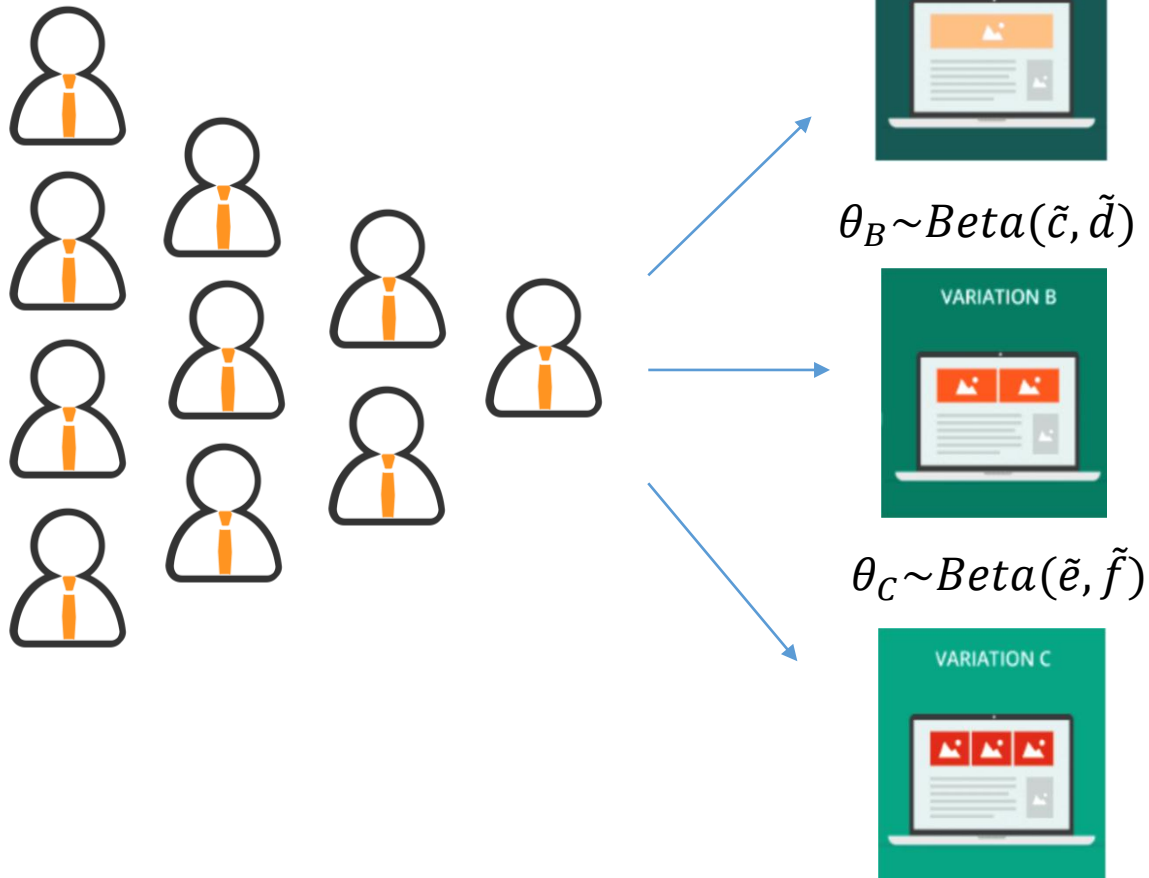 θ_B~Beta(c̃, d̃)
VARIATION B
θ_C~Beta(ẽ, f̃)
VARIATION C